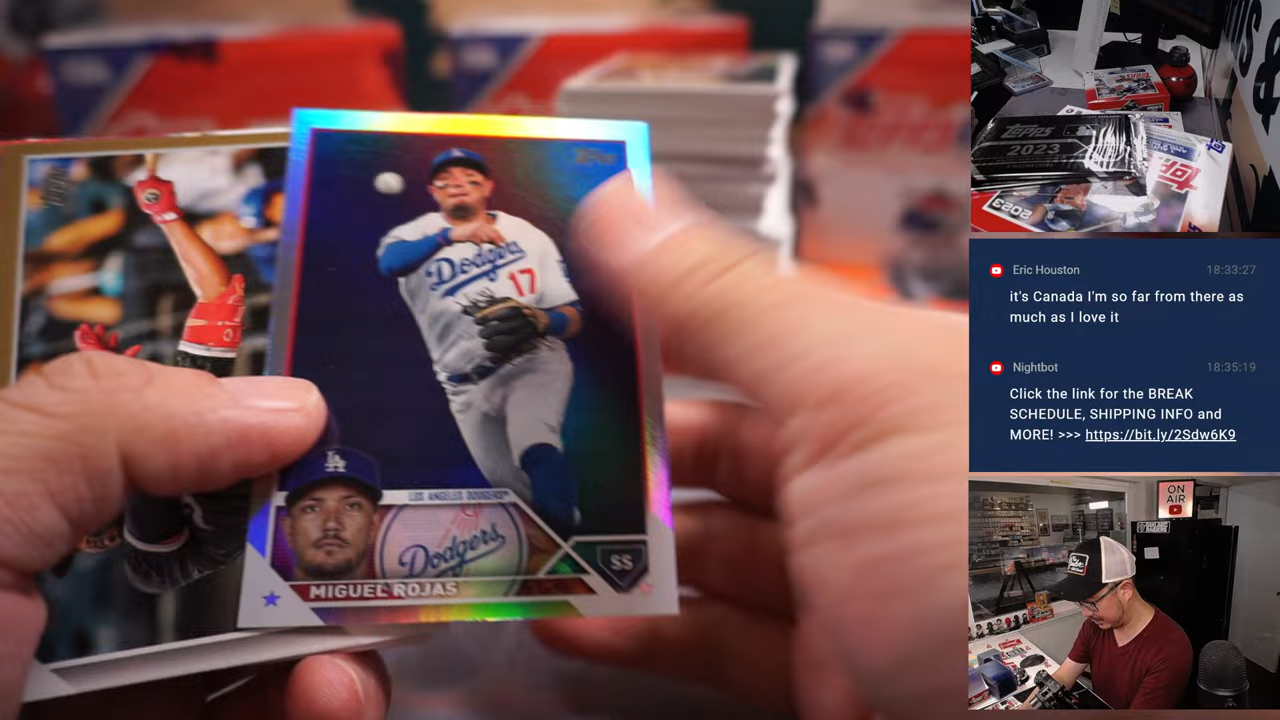 Topps
Dodgers
17
LA
LOS ANGELES DODGERS
Dodgers
SS
MIGUEL ROJAS
Topps
2023
Topps
2023
Eric Houston
18:33:27
it's Canada I'm so far from there as
much as I love it
Nightbot
18:35:19
Click the link for the BREAK
SCHEDULE, SHIPPING INFO and
MORE! >>> https://bit.ly/2Sdw6K9
ON
AIR